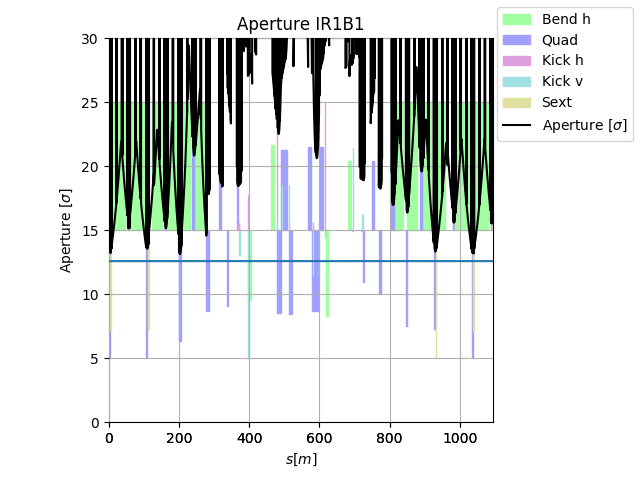 Aperture IR1B1
Bend h
Quad
Kick h
Kick v
Sext
Aperture [σ]
Aperture [σ]
30
25
20
15
10
5
0
0 200 400 600 800 1000
s[m]